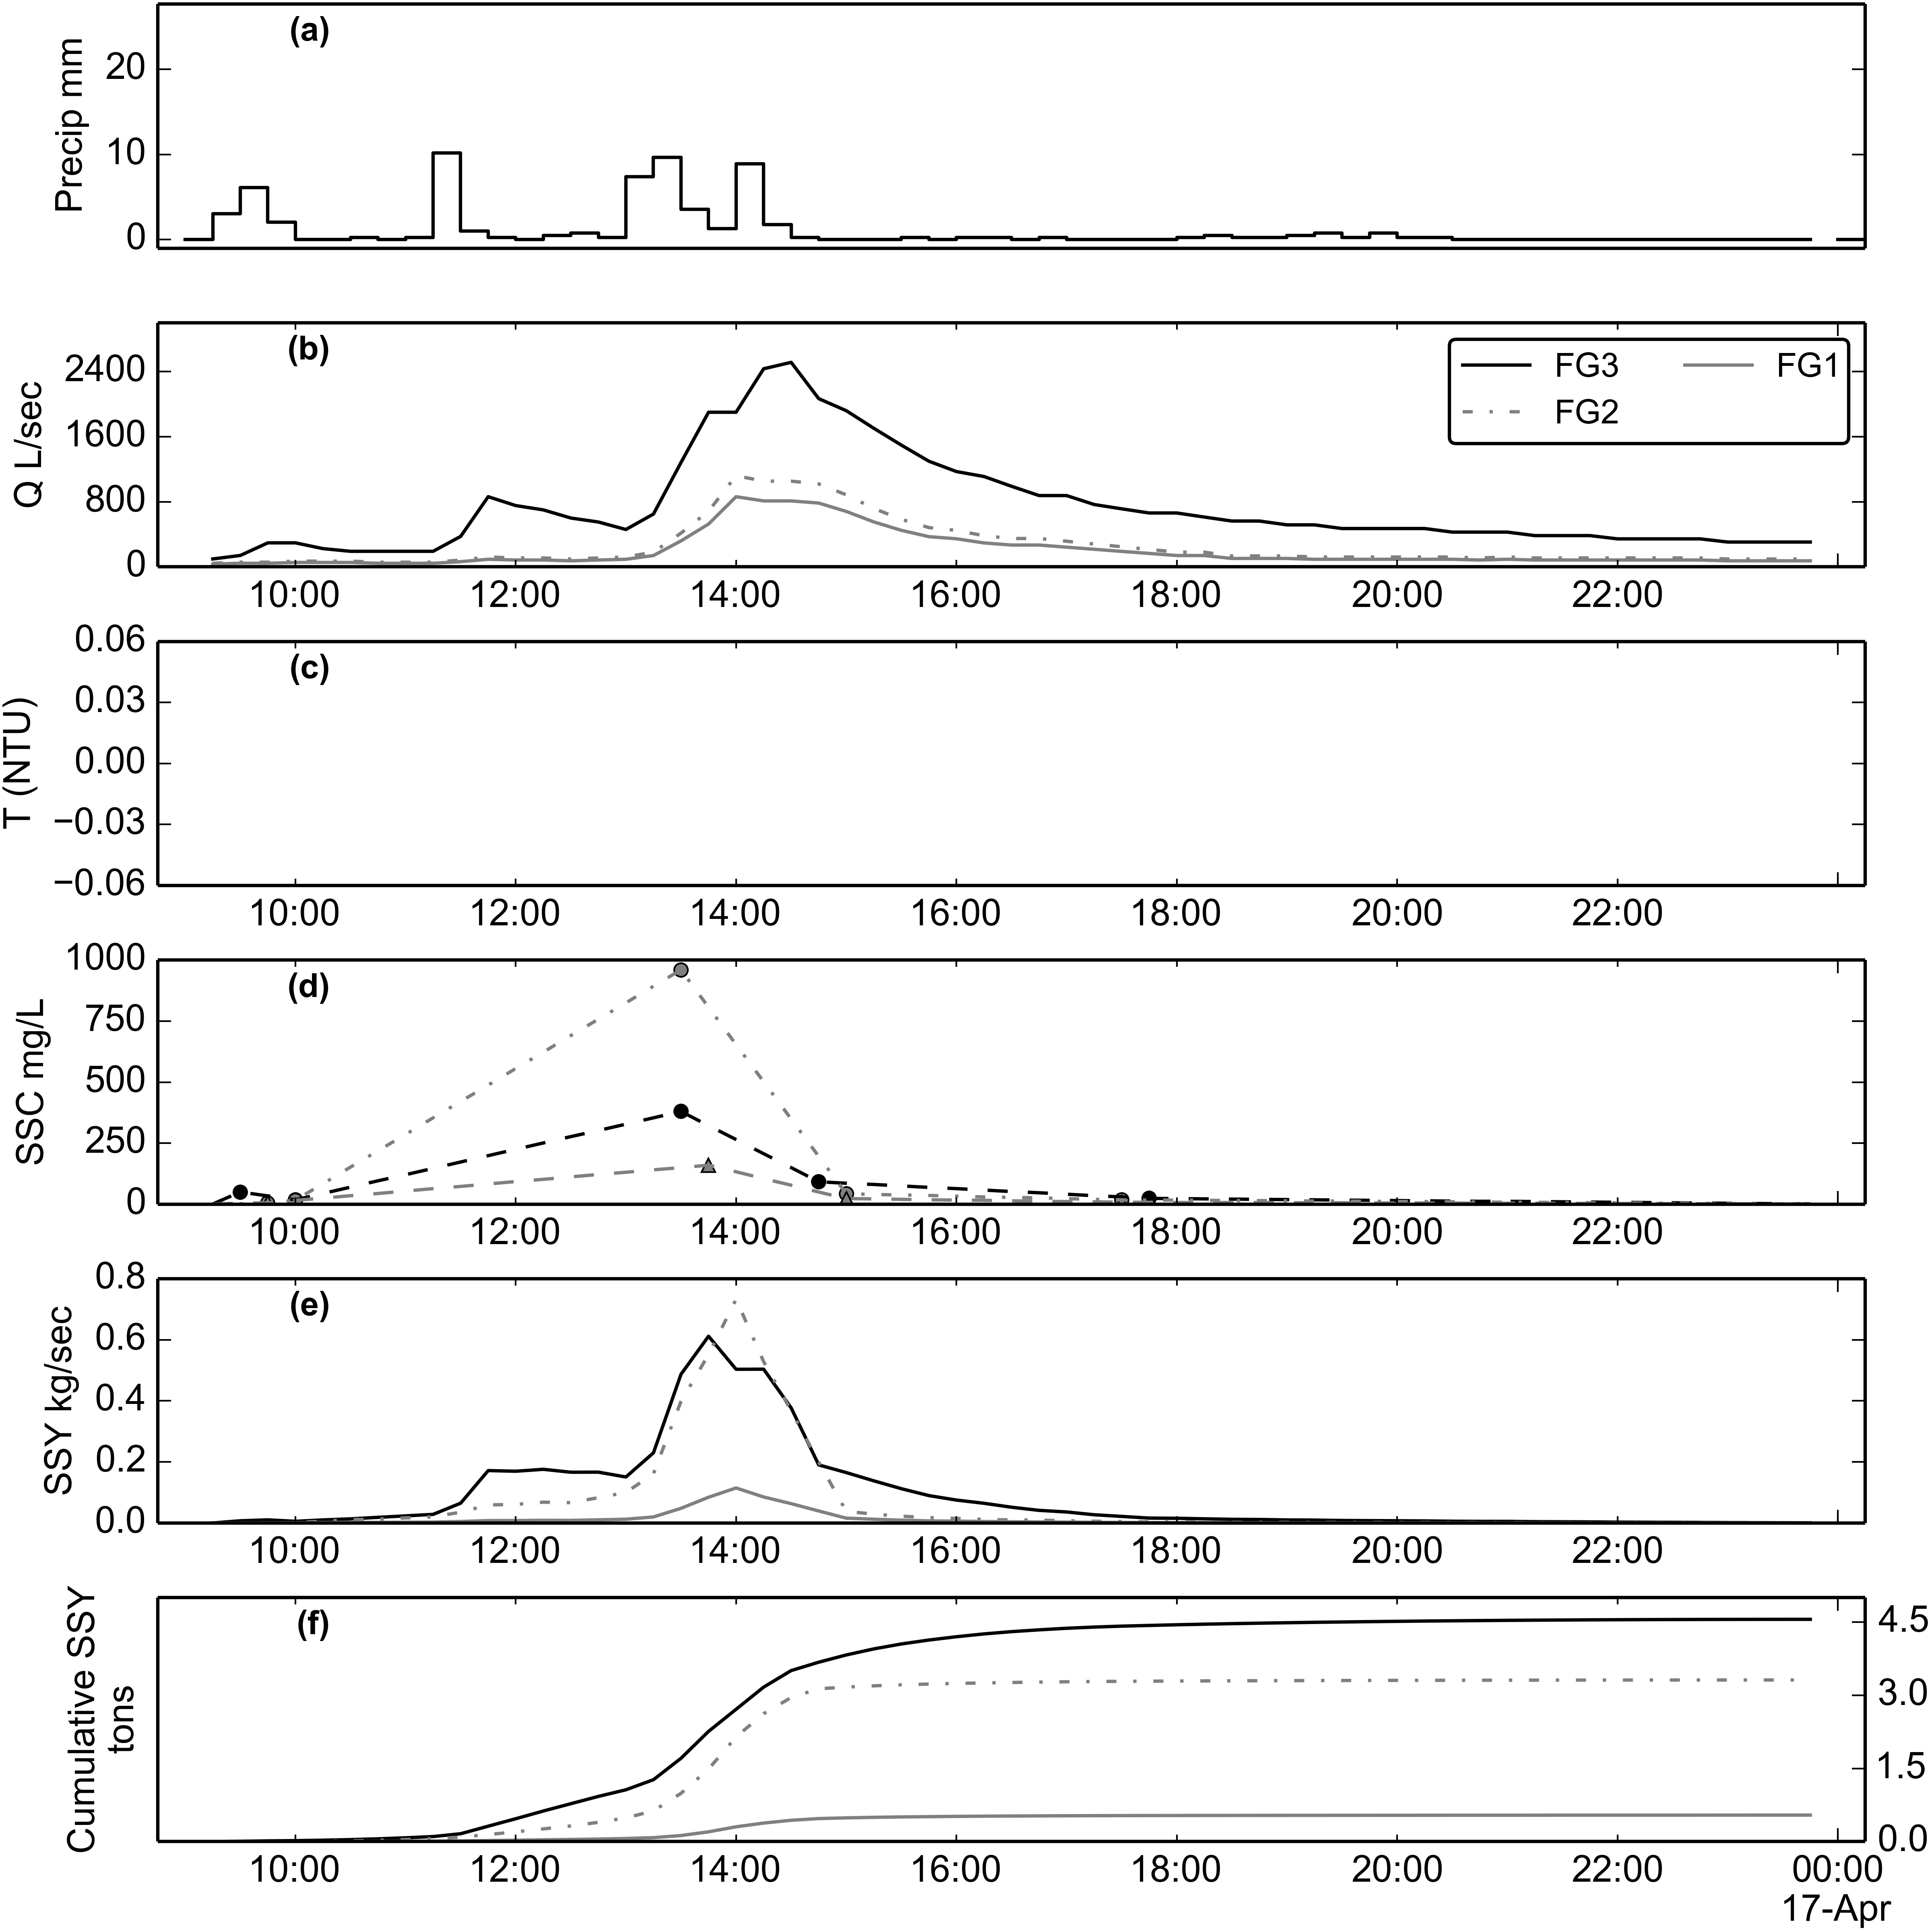 (a)
Precip mm
20
10
0
(b)
Q L/sec
2400
1600
800
0
FG3 FG1
FG2
10:00 12:00 14:00 16:00 18:00 20:00 22:00
(c)
T (NTU)
0.06
0.03
0.00
−0.03
−0.06
10:00 12:00 14:00 16:00 18:00 20:00 22:00
(d)
SSC mg/L
1000
750
500
250
0
10:00 12:00 14:00 16:00 18:00 20:00 22:00
(e)
SSY kg/sec
0.8
0.6
0.4
0.2
0.0
10:00 12:00 14:00 16:00 18:00 20:00 22:00
(f)
Cumulative SSY
tons
4.5
3.0
1.5
0.0
10:00 12:00 14:00 16:00 18:00 20:00 22:00 00:00
17-Apr